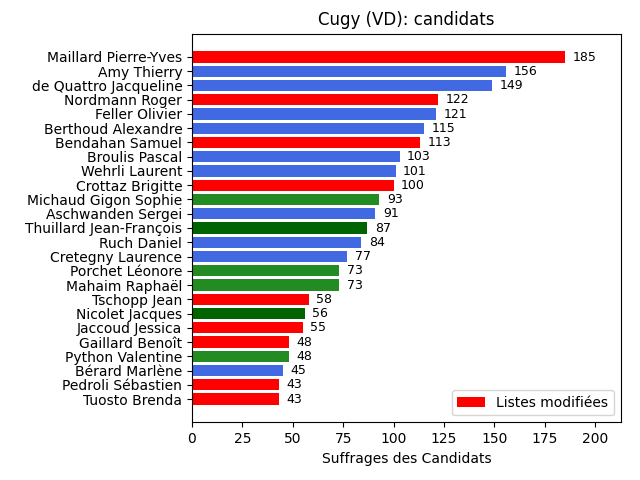 Cugy (VD): candidats
Maillard Pierre-Yves 185
Amy Thierry 156
de Quattro Jacqueline 149
Nordmann Roger 122
Feller Olivier 121
Berthoud Alexandre 115
Bendahan Samuel 113
Broulis Pascal 103
Wehrli Laurent 101
Crottaz Brigitte 100
Michaud Gigon Sophie 93
Aschwanden Sergei 91
Thuillard Jean-François 87
Ruch Daniel 84
Cretegny Laurence 77
Porchet Léonore 73
Mahaim Raphaël 73
Tschopp Jean 58
Nicolet Jacques 56
Jaccoud Jessica 55
Gaillard Benoît 48
Python Valentine 48
Bérard Marlène 45
Pedroli Sébastien 43
Tuosto Brenda 43
Listes modifiées
0 25 50 75 100 125 150 175 200
Suffrages des Candidats